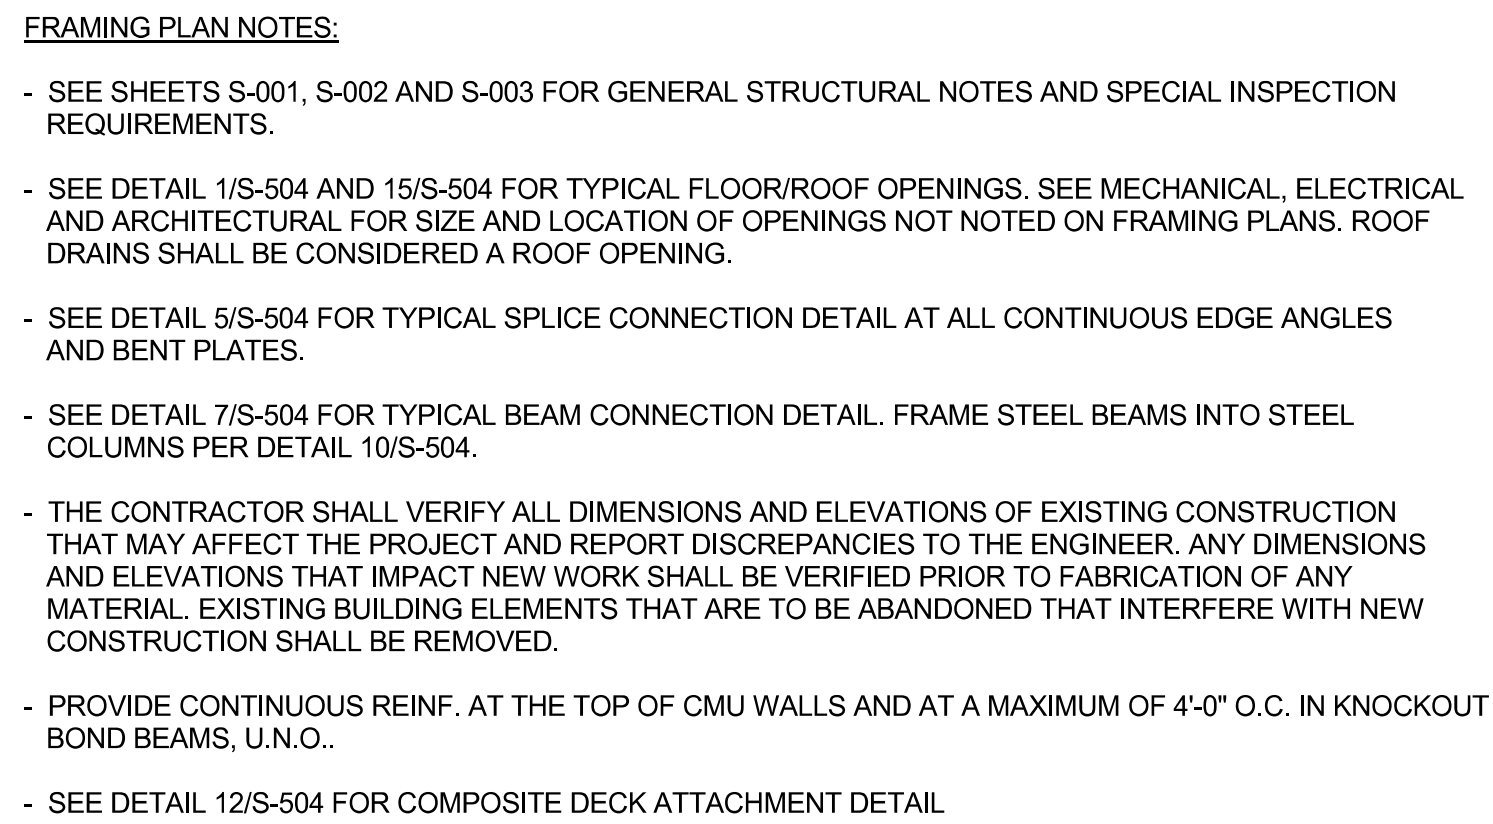 FRAMING PLAN NOTES:
- SEE SHEETS S-001, S-002 AND S-003 FOR GENERAL STRUCTURAL NOTES AND SPECIAL INSPECTION
REQUIREMENTS.
- SEE DETAIL 1/S-504 AND 15/S-504 FOR TYPICAL FLOOR/ROOF OPENINGS. SEE MECHANICAL, ELECTRICAL
AND ARCHITECTURAL FOR SIZE AND LOCATION OF OPENINGS NOT NOTED ON FRAMING PLANS. ROOF
DRAINS SHALL BE CONSIDERED A ROOF OPENING.
- SEE DETAIL 5/S-504 FOR TYPICAL SPLICE CONNECTION DETAIL AT ALL CONTINUOUS EDGE ANGLES
AND BENT PLATES.
- SEE DETAIL 7/S-504 FOR TYPICAL BEAM CONNECTION DETAIL. FRAME STEEL BEAMS INTO STEEL
COLUMNS PER DETAIL 10/S-504.
- THE CONTRACTOR SHALL VERIFY ALL DIMENSIONS AND ELEVATIONS OF EXISTING CONSTRUCTION
THAT MAY AFFECT THE PROJECT AND REPORT DISCREPANCIES TO THE ENGINEER. ANY DIMENSIONS
AND ELEVATIONS THAT IMPACT NEW WORK SHALL BE VERIFIED PRIOR TO FABRICATION OF ANY
MATERIAL. EXISTING BUILDING ELEMENTS THAT ARE TO BE ABANDONED THAT INTERFERE WITH NEW
CONSTRUCTION SHALL BE REMOVED.
- PROVIDE CONTINUOUS REINF. AT THE TOP OF CMU WALLS AND AT A MAXIMUM OF 4'-0" O.C. IN KNOCKOUT
BOND BEAMS, U.N.O..
- SEE DETAIL 12/S-504 FOR COMPOSITE DECK ATTACHMENT DETAIL